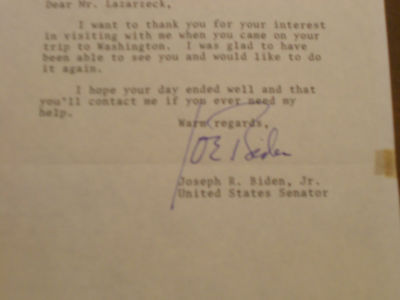 Dear Mr. Lazarzeck,
I want to thank you for your interest
in visiting with me when you came on your
trip to Washington. I was glad to have
been able to see you and would like to do
it again.
I hope your day ended well and that
you'll contact me if you ever need my
help.
Warm regards,
JOE Biden
Joseph R. Biden, Jr.
United States Senator